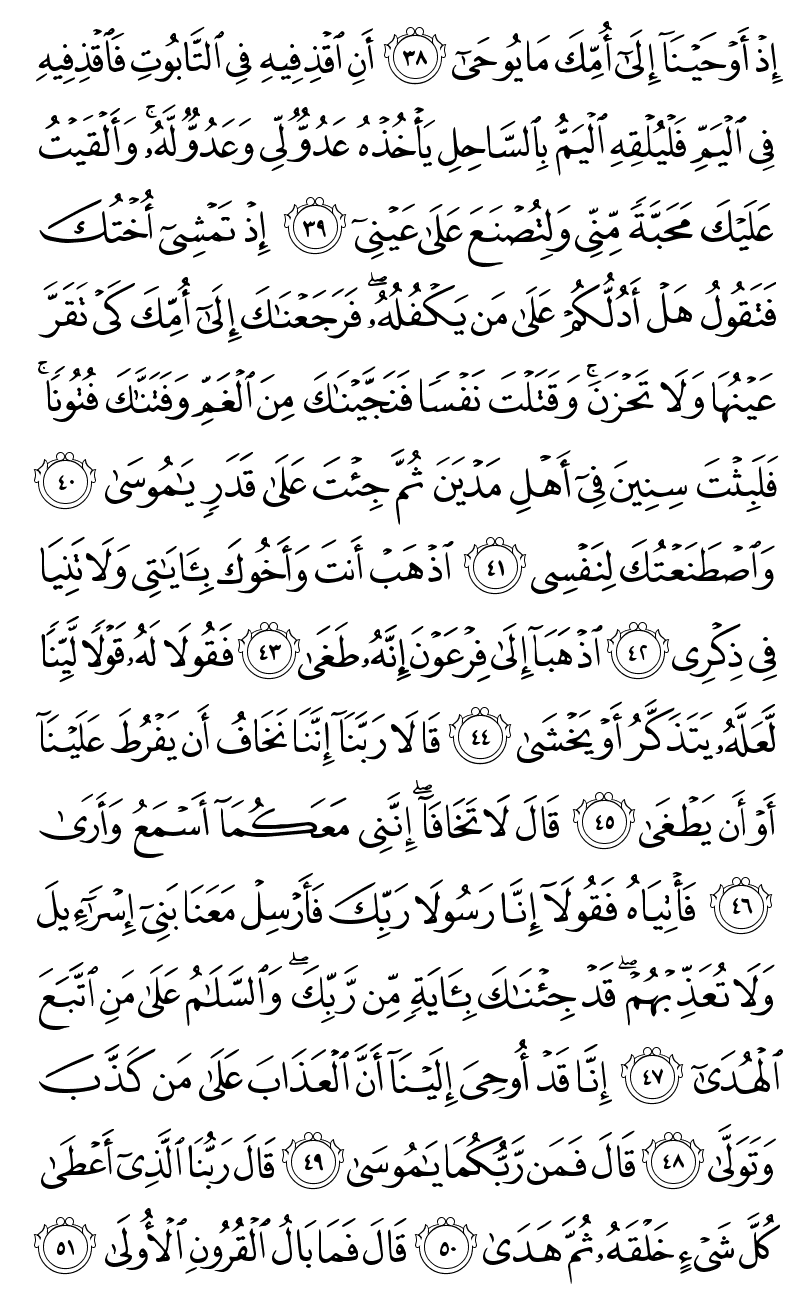 إِذْ أَوْحَيْنَآ إِلَىٰٓ أُمِّكَ مَا يُوحَىٰٓ ٣٨ أَنِ ٱقْذِفِيهِ فِى ٱلتَّابُوتِ فَٱقْذِفِيهِ
فِى ٱلْيَمِّ فَلْيُلْقِهِ ٱلْيَمُّ بِٱلسَّاحِلِ يَأْخُذْهُ عَدُوٌّ لِّى وَعَدُوٌّ لَّهُۥ ۚ وَأَلْقَيْتُ
عَلَيْكَ مَحَبَّةً مِّنِّى وَلِتُصْنَعَ عَلَىٰ عَيْنِىٓ ٣٩ إِذْ تَمْشِىٓ أُخْتُكَ
فَتَقُولُ هَلْ أَدُلُّكُمْ عَلَىٰ مَن يَكْفُلُهُۥ ۖ فَرَجَعْنَـٰكَ إِلَىٰٓ أُمِّكَ كَىْ تَقَرَّ
عَيْنُهَا وَلَا تَحْزَنَ ۚ وَقَتَلْتَ نَفْسًا فَنَجَّيْنَـٰكَ مِنَ ٱلْغَمِّ وَفَتَنَّـٰكَ فُتُونًا ۚ
فَلَبِثْتَ سِنِينَ فِىٓ أَهْلِ مَدْيَنَ ثُمَّ جِئْتَ عَلَىٰ قَدَرٍ يَـٰمُوسَىٰ ٤٠
وَٱصْطَنَعْتُكَ لِنَفْسِى ٤١ ٱذْهَبْ أَنتَ وَأَخُوكَ بِـَٔايَـٰتِى وَلَا تَنِيَا
فِى ذِكْرِى ٤٢ ٱذْهَبَآ إِلَىٰ فِرْعَوْنَ إِنَّهُۥ طَغَىٰ ٤٣ فَقُولَا لَهُۥ قَوْلًا لَّيِّنًا
لَّعَلَّهُۥ يَتَذَكَّرُ أَوْ يَخْشَىٰ ٤٤ قَالَا رَبَّنَآ إِنَّنَا نَخَافُ أَن يَفْرُطَ عَلَيْنَآ
أَوْ أَن يَطْغَىٰ ٤٥ قَالَ لَا تَخَافَآ ۖ إِنَّنِى مَعَكُمَآ أَسْمَعُ وَأَرَىٰ
٤٦ فَأْتِيَاهُ فَقُولَآ إِنَّا رَسُولَا رَبِّكَ فَأَرْسِلْ مَعَنَا بَنِىٓ إِسْرَٰٓءِيلَ
وَلَا تُعَذِّبْهُمْ ۖ قَدْ جِئْنَـٰكَ بِـَٔايَةٍ مِّن رَّبِّكَ ۖ وَٱلسَّلَـٰمُ عَلَىٰ مَنِ ٱتَّبَعَ
ٱلْهُدَىٰٓ ٤٧ إِنَّا قَدْ أُوحِىَ إِلَيْنَآ أَنَّ ٱلْعَذَابَ عَلَىٰ مَن كَذَّبَ
وَتَوَلَّىٰ ٤٨ قَالَ فَمَن رَّبُّكُمَا يَـٰمُوسَىٰ ٤٩ قَالَ رَبُّنَا ٱلَّذِىٓ أَعْطَىٰ
كُلَّ شَىْءٍ خَلْقَهُۥ ثُمَّ هَدَىٰ ٥٠ قَالَ فَمَا بَالُ ٱلْقُرُونِ ٱلْأُولَىٰ ٥١